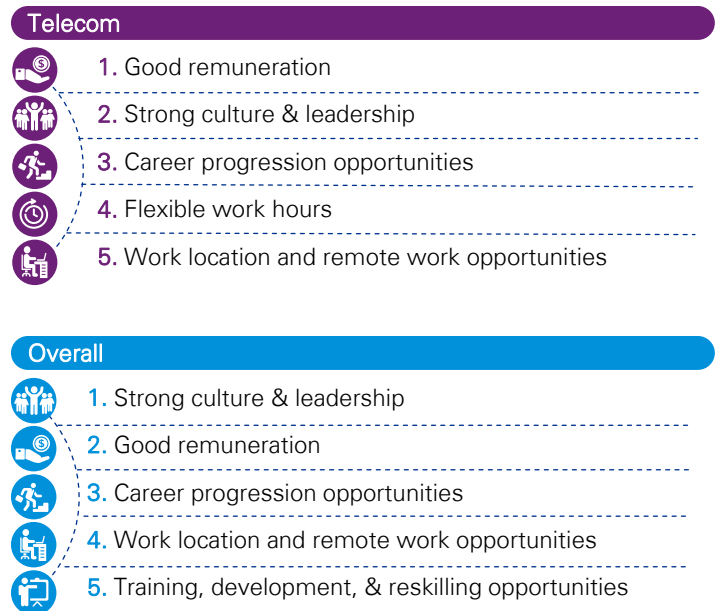 Telecom
1. Good remuneration
2. Strong culture & leadership
3. Career progression opportunities
4. Flexible work hours
5. Work location and remote work opportunities
Overall
1. Strong culture & leadership
2. Good remuneration
3. Career progression opportunities
4. Work location and remote work opportunities
5. Training, development, & reskilling opportunities